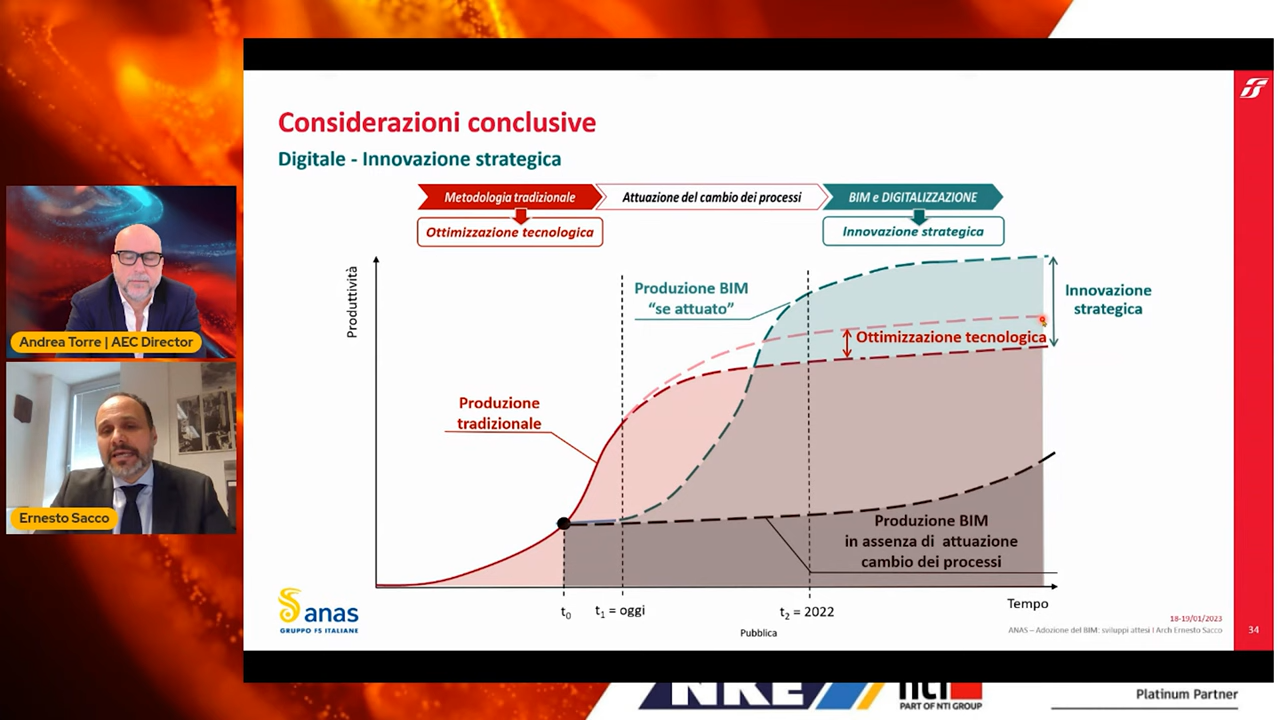 Considerazioni conclusive
Digitale - Innovazione strategica
Metodologia tradizionale
Attuazione del cambio dei processi
BIM e DIGITALIZZAZIONE
Ottimizzazione tecnologica
Innovazione strategica
Produttività
Produzione BIM
“se attuato”
Innovazione
strategica
Ottimizzazione tecnologica
Produzione
tradizionale
Produzione BIM
in assenza di attuazione
cambio dei processi
t0
t1 = oggi
t2 = 2022
Tempo
Pubblica
anas
GRUPPO FS ITALIANE
18-19/01/2023
ANAS – Adozione del BIM: sviluppi attesi I Arch Ernesto Sacco
34
Andrea Torre | AEC Director
Ernesto Sacco
NKE
nti
PART OF NTI GROUP
Platinum Partner